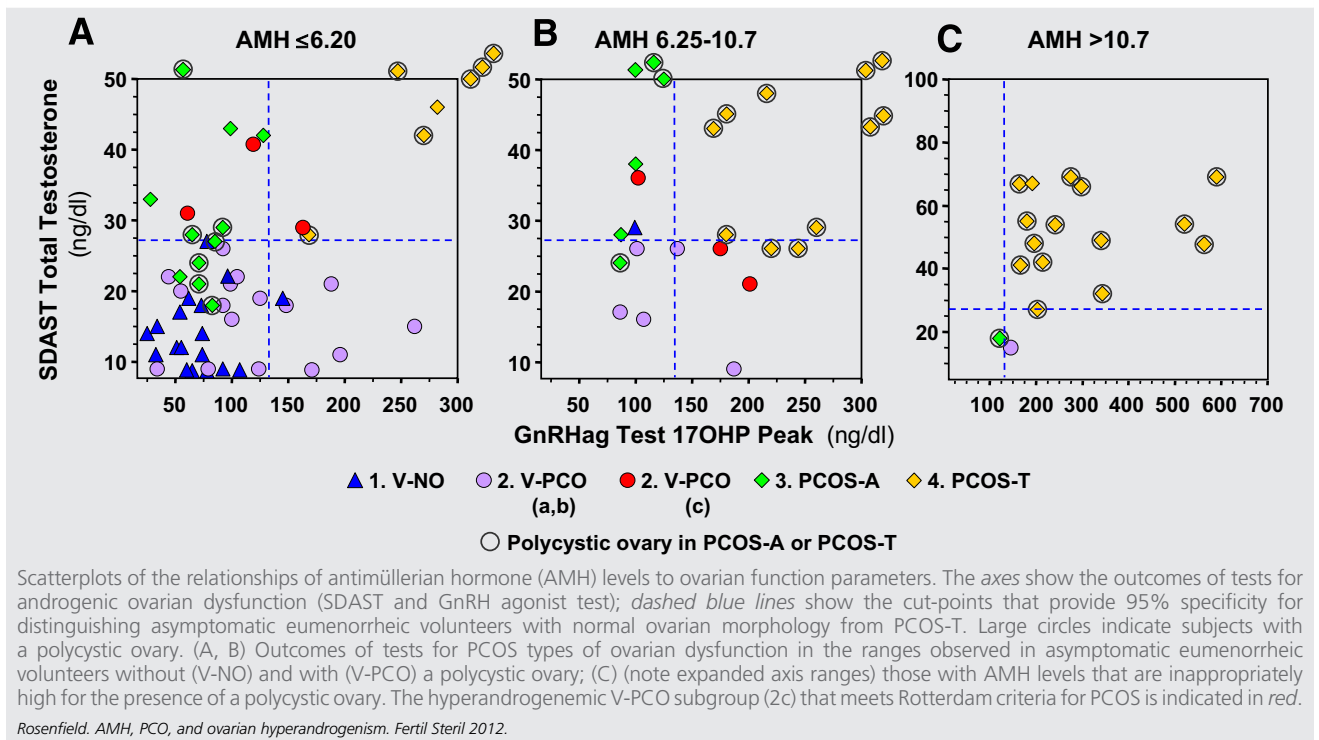 A
AMH ≤6.20
B
AMH 6.25-10.7
C
AMH >10.7
SDAST Total Testosterone
(ng/dl)
50
40
30
20
10
50
40
30
20
10
100
80
60
40
20
50 100 150 200 250 300
50 100 150 200 250 300
100 200 300 400 500 600 700
GnRHag Test 17OHP Peak (ng/dl)
1. V-NO 2. V-PCO 2. V-PCO 3. PCOS-A 4. PCOS-T
(a,b) (c)
Polycystic ovary in PCOS-A or PCOS-T
Scatterplots of the relationships of antimüllerian hormone (AMH) levels to ovarian function parameters. The axes show the outcomes of tests for
androgenic ovarian dysfunction (SDAST and GnRH agonist test); dashed blue lines show the cut-points that provide 95% specificity for
distinguishing asymptomatic eumenorrheic volunteers with normal ovarian morphology from PCOS-T. Large circles indicate subjects with
a polycystic ovary. (A, B) Outcomes of tests for PCOS types of ovarian dysfunction in the ranges observed in asymptomatic eumenorrheic
volunteers without (V-NO) and with (V-PCO) a polycystic ovary; (C) (note expanded axis ranges) those with AMH levels that are inappropriately
high for the presence of a polycystic ovary. The hyperandrogenemic V-PCO subgroup (2c) that meets Rotterdam criteria for PCOS is indicated in red.
Rosenfield. AMH, PCO, and ovarian hyperandrogenism. Fertil Steril 2012.